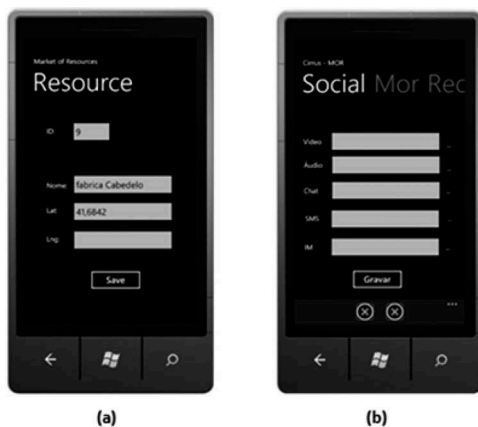 Market of Resources
Resource
ID: 9
Nome: fabrica Cabedelo
Lat: 41,6842
Lng:
Save
(a)
Cirrus - MOR
Social Mor Rec
Video
Audio
Chat
SMS
IM
Gravar
(b)